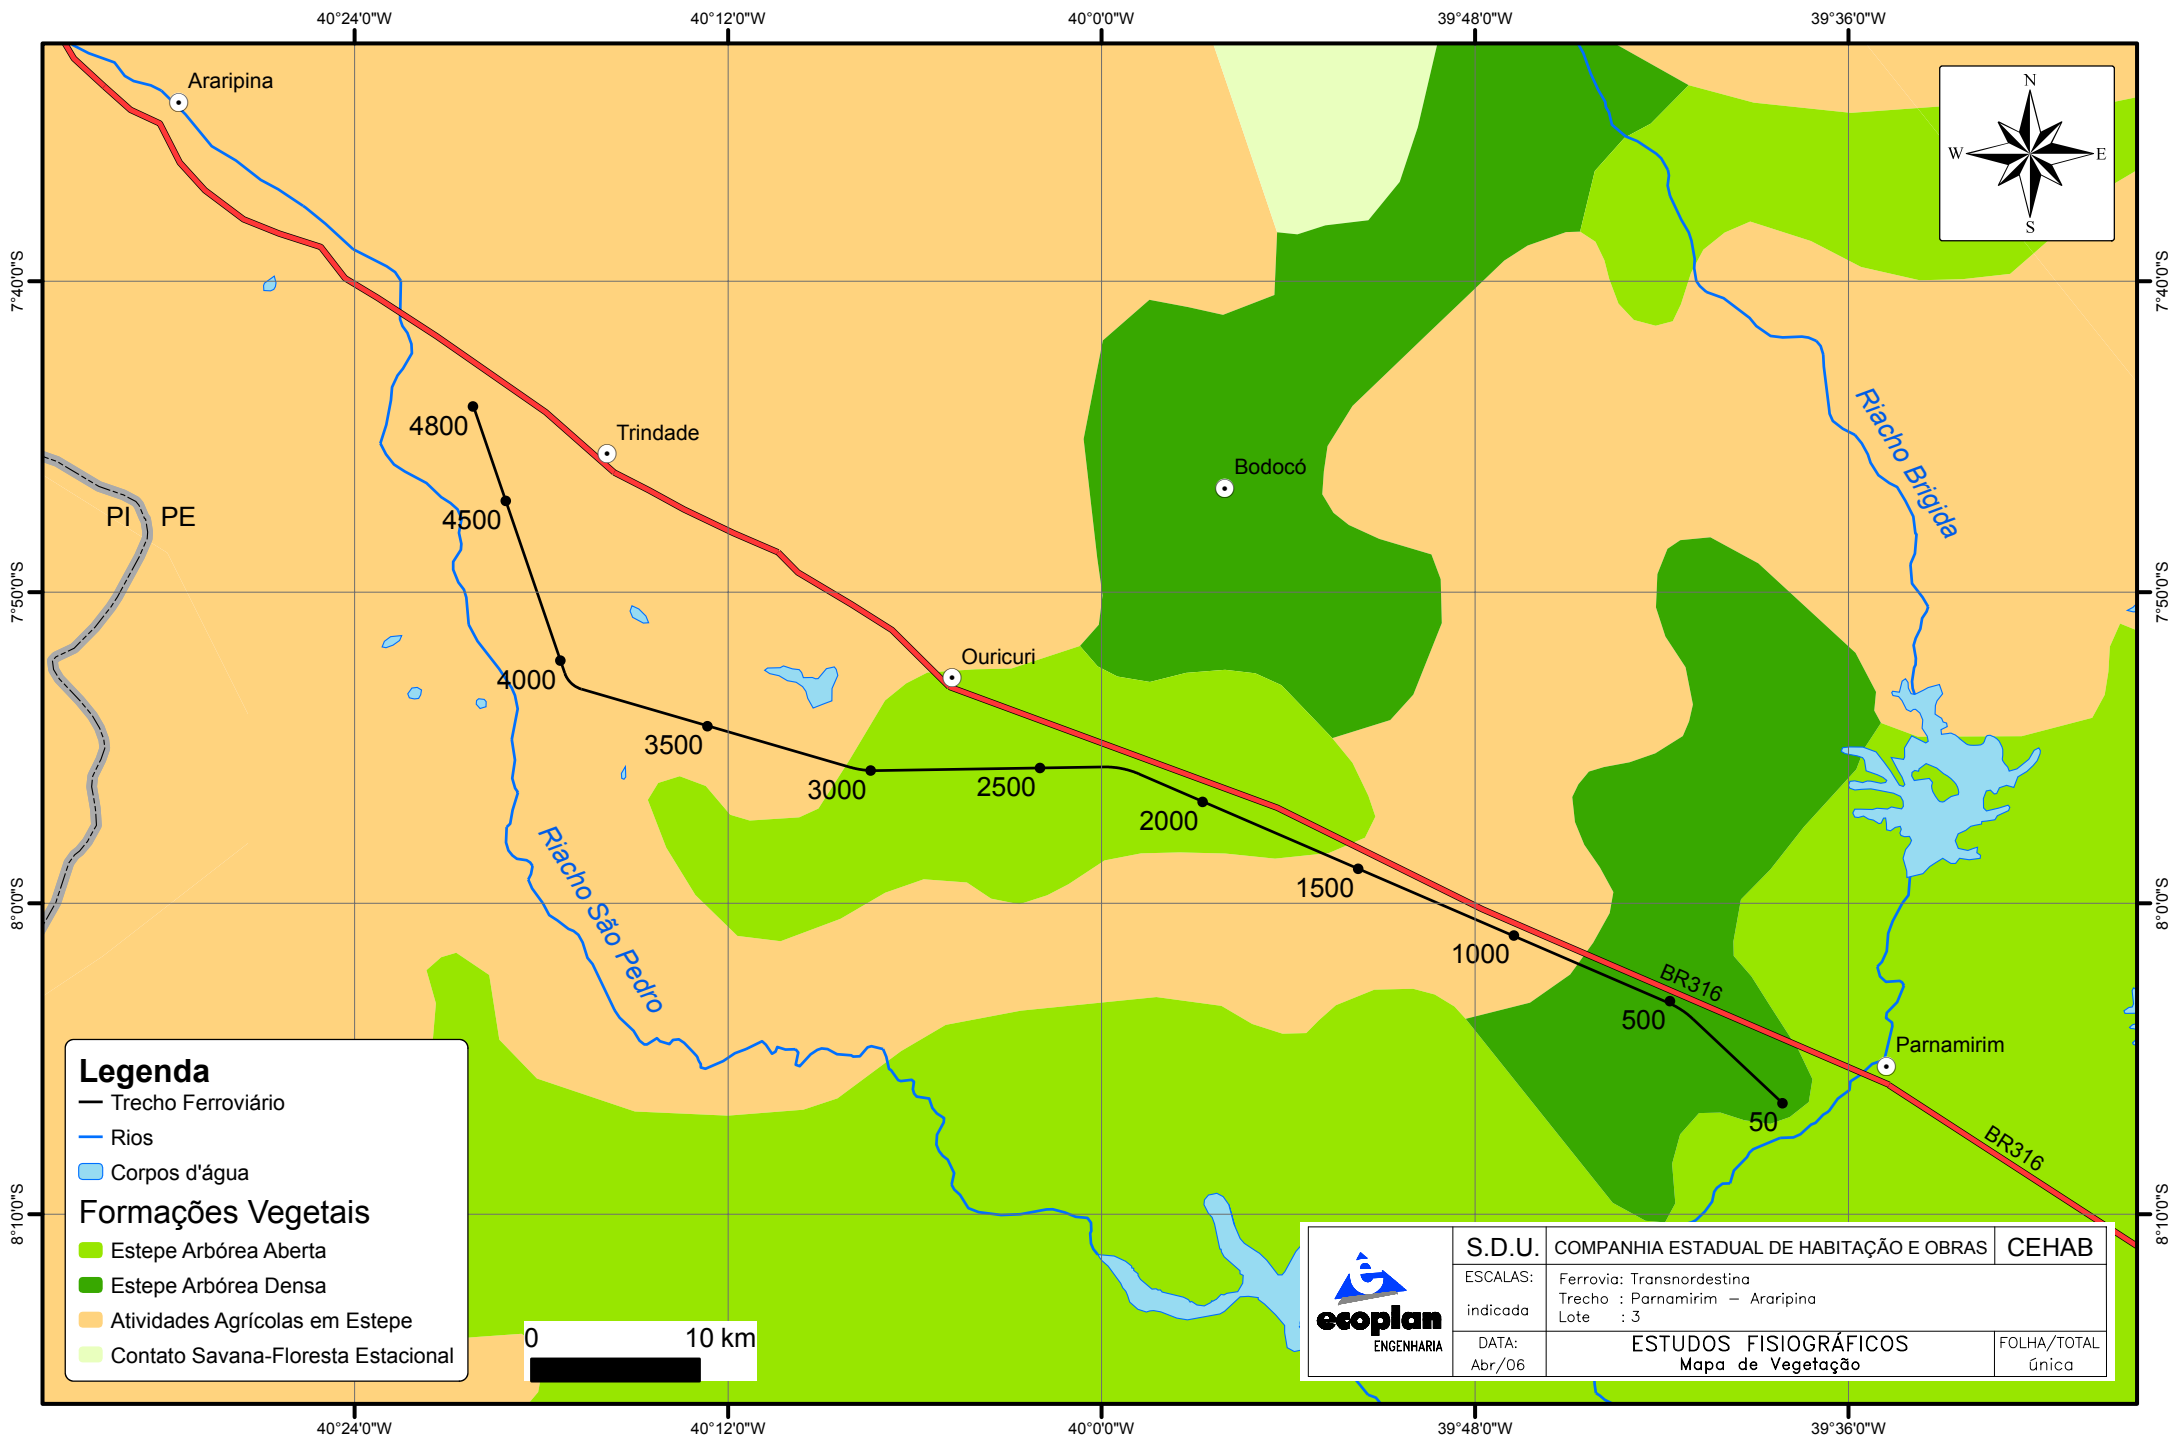 40°24'0"W
40°12'0"W
40°0'0"W
39°48'0"W
39°36'0"W
Araripina
N
W
E
S
7°40'0"S
7°40'0"S
Riacho Brigida
4800
Trindade
Bodocó
4500
PI
PE
7°50'0"S
7°50'0"S
Ouricuri
4000
3500
3000
2500
2000
1500
1000
500
50
8°0'0"S
8°0'0"S
Riacho São Pedro
BR316
Parnamirim
BR316
8°10'0"S
8°10'0"S
Legenda
Trecho Ferroviário
Rios
Corpos d'água
Formações Vegetais
Estepe Arbórea Aberta
Estepe Arbórea Densa
Atividades Agrícolas em Estepe
Contato Savana-Floresta Estacional
0
10 km
ecoplan
ENGENHARIA
S.D.U.
COMPANHIA ESTADUAL DE HABITAÇÃO E OBRAS
CEHAB
ESCALAS:
indicada
Ferrovia: Transnordestina
Trecho : Parnamirim – Araripina
Lote : 3
DATA:
Abr/06
ESTUDOS FISIOGRÁFICOS
Mapa de Vegetação
FOLHA/TOTAL
única
40°24'0"W
40°12'0"W
40°0'0"W
39°48'0"W
39°36'0"W